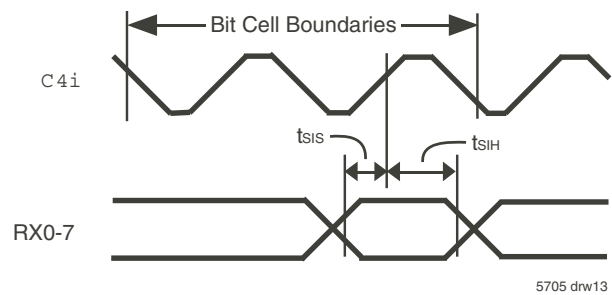 Bit Cell Boundaries
C4i
tSIS
tSIH
RX0-7
5705 drw13